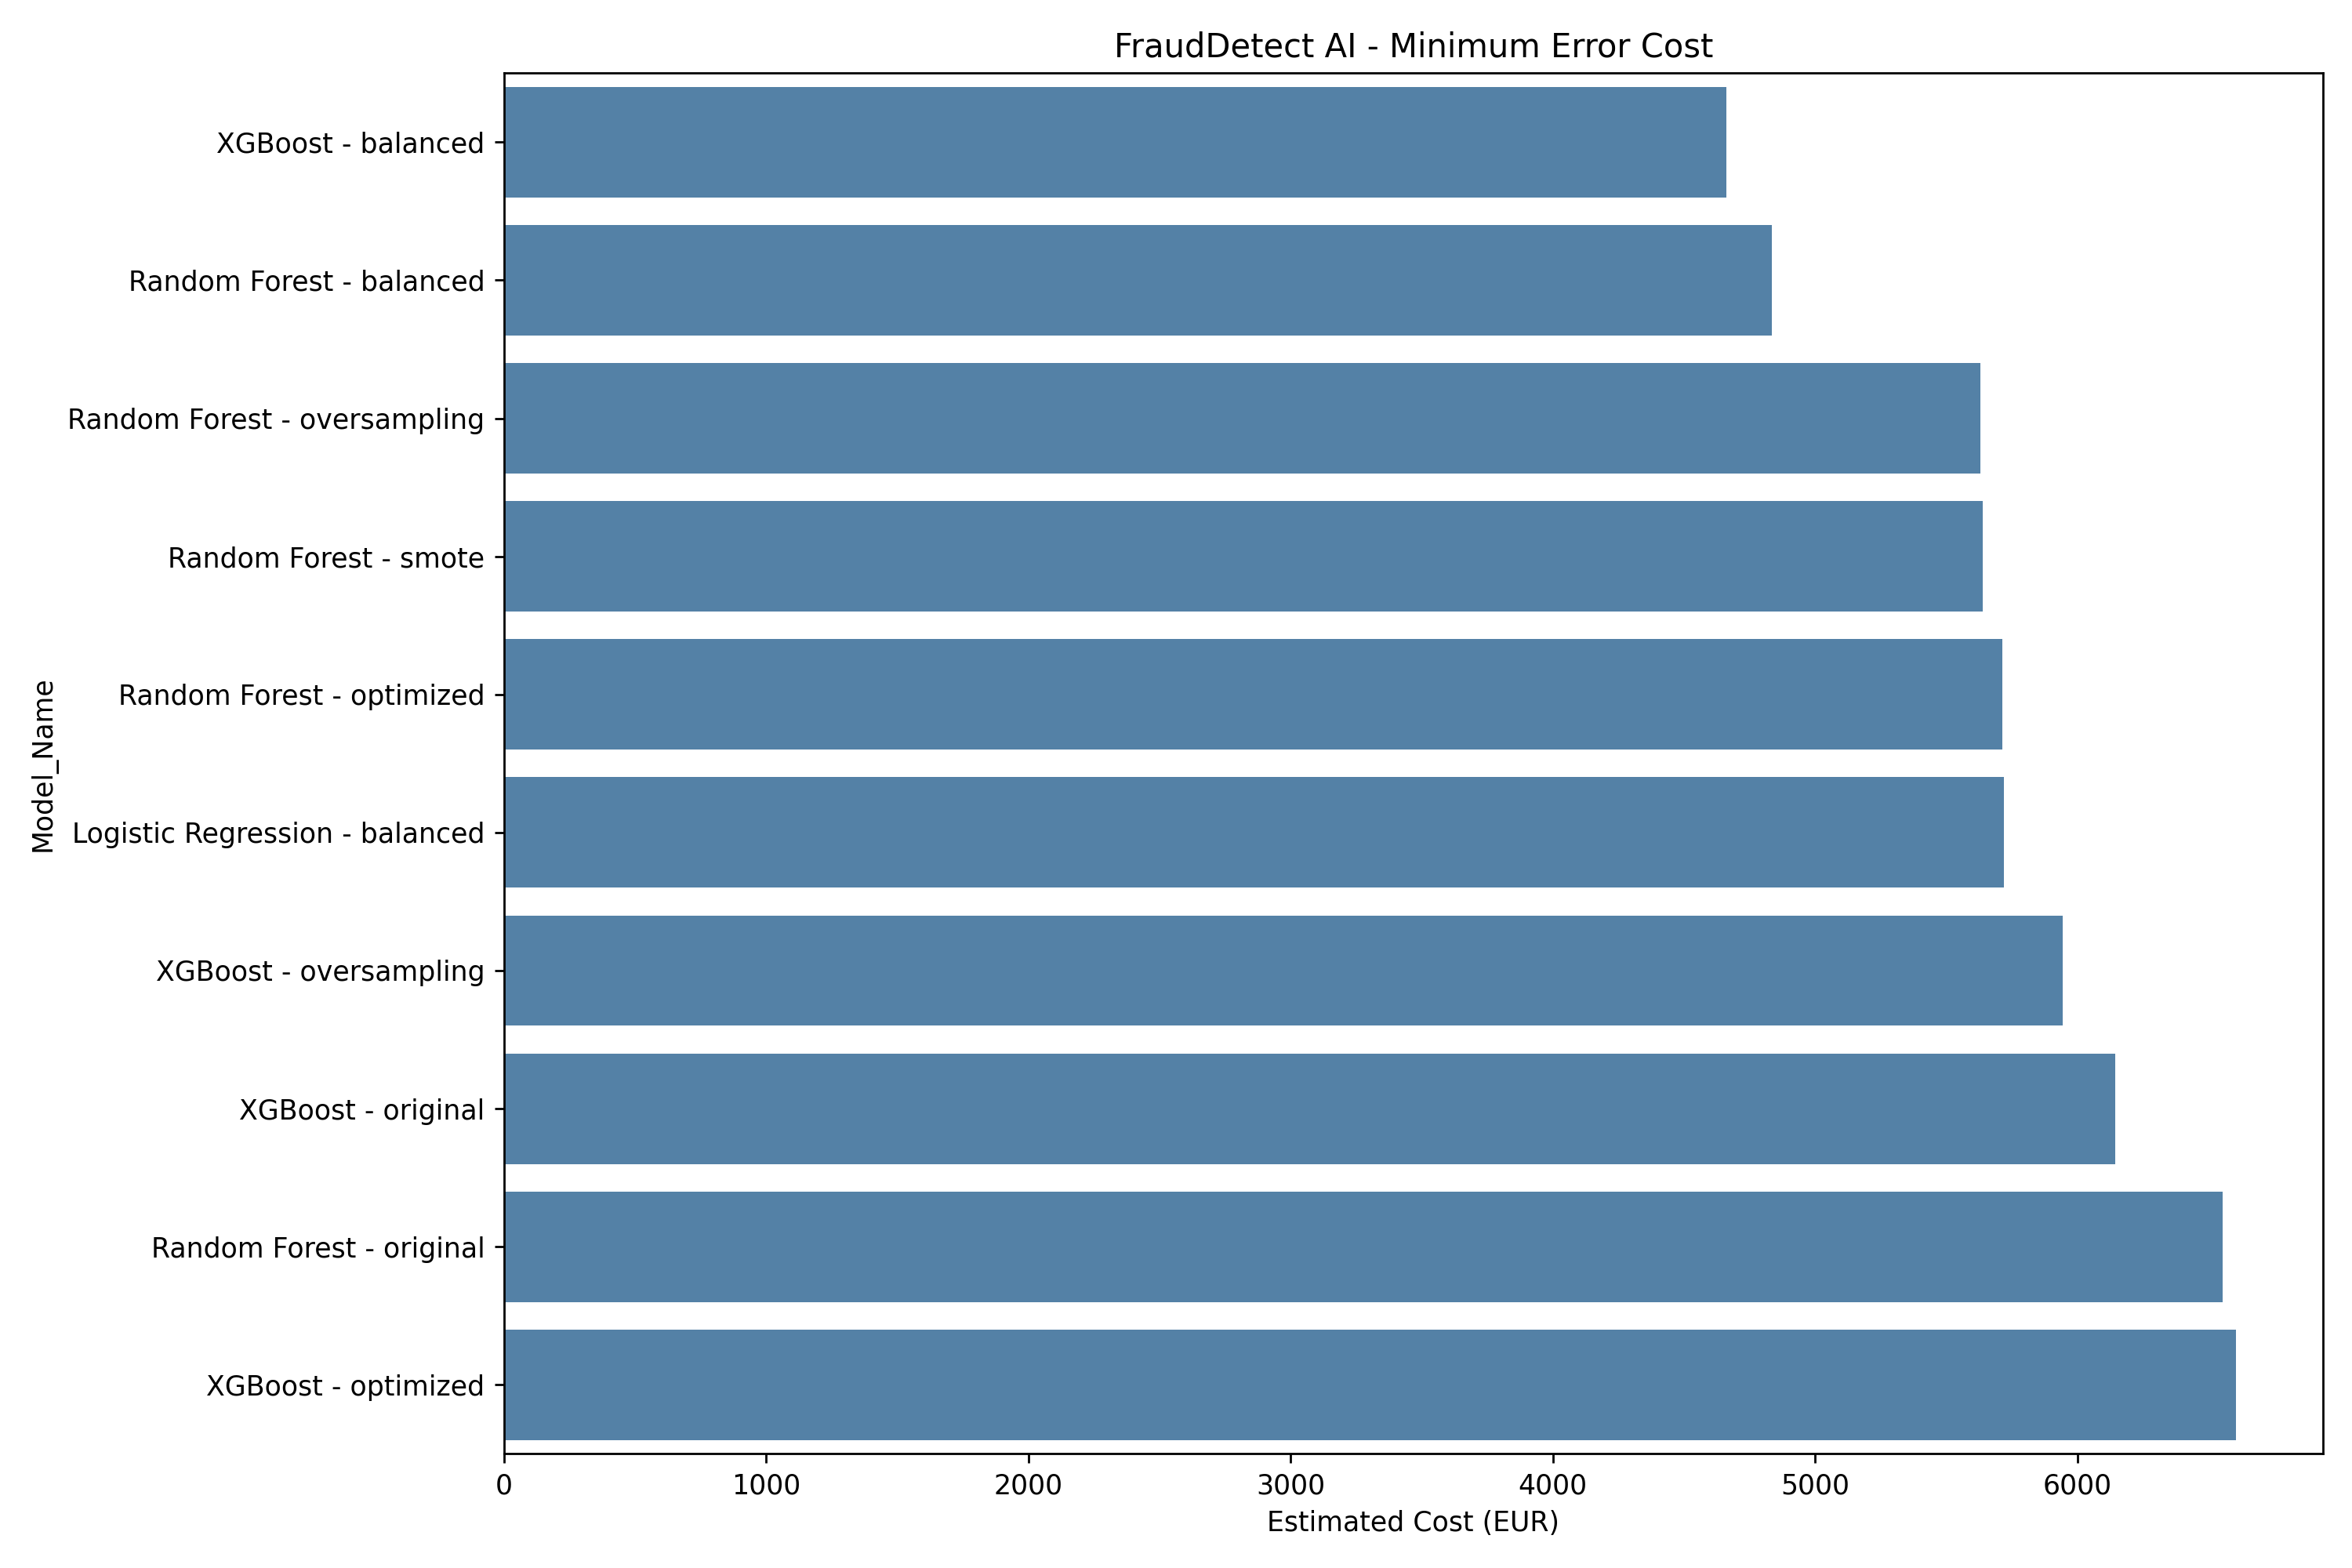 FraudDetect AI - Minimum Error Cost
XGBoost - balanced
Random Forest - balanced
Random Forest - oversampling
Random Forest - smote
Random Forest - optimized
Logistic Regression - balanced
XGBoost - oversampling
XGBoost - original
Random Forest - original
XGBoost - optimized
Model_Name
0 1000 2000 3000 4000 5000 6000
Estimated Cost (EUR)